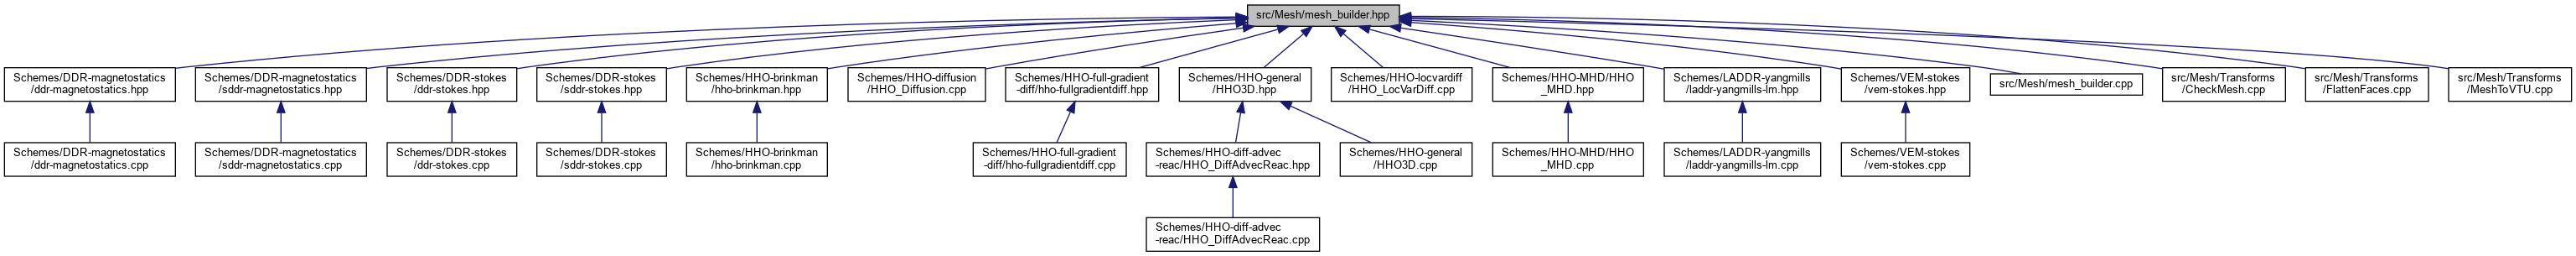 src/Mesh/mesh_builder.hpp
Schemes/DDR-magnetostatics
/ddr-magnetostatics.hpp
Schemes/DDR-magnetostatics
/sddr-magnetostatics.hpp
Schemes/DDR-stokes
/ddr-stokes.hpp
Schemes/DDR-stokes
/sddr-stokes.hpp
Schemes/HHO-brinkman
/hho-brinkman.hpp
Schemes/HHO-diffusion
/HHO_Diffusion.cpp
Schemes/HHO-full-gradient
-diff/hho-fullgradientdiff.hpp
Schemes/HHO-general
/HHO3D.hpp
Schemes/HHO-locvardiff
/HHO_LocVarDiff.cpp
Schemes/HHO-MHD/HHO
_MHD.hpp
Schemes/LADDR-yangmills
/laddr-yangmills-lm.hpp
Schemes/VEM-stokes
/vem-stokes.hpp
src/Mesh/mesh_builder.cpp
src/Mesh/Transforms
/CheckMesh.cpp
src/Mesh/Transforms
/FlattenFaces.cpp
src/Mesh/Transforms
/MeshToVTU.cpp
Schemes/DDR-magnetostatics
/ddr-magnetostatics.cpp
Schemes/DDR-magnetostatics
/sddr-magnetostatics.cpp
Schemes/DDR-stokes
/ddr-stokes.cpp
Schemes/DDR-stokes
/sddr-stokes.cpp
Schemes/HHO-brinkman
/hho-brinkman.cpp
Schemes/HHO-full-gradient
-diff/hho-fullgradientdiff.cpp
Schemes/HHO-diff-advec
-reac/HHO_DiffAdvecReac.hpp
Schemes/HHO-general
/HHO3D.cpp
Schemes/HHO-MHD/HHO
_MHD.cpp
Schemes/LADDR-yangmills
/laddr-yangmills-lm.cpp
Schemes/VEM-stokes
/vem-stokes.cpp
Schemes/HHO-diff-advec
-reac/HHO_DiffAdvecReac.cpp